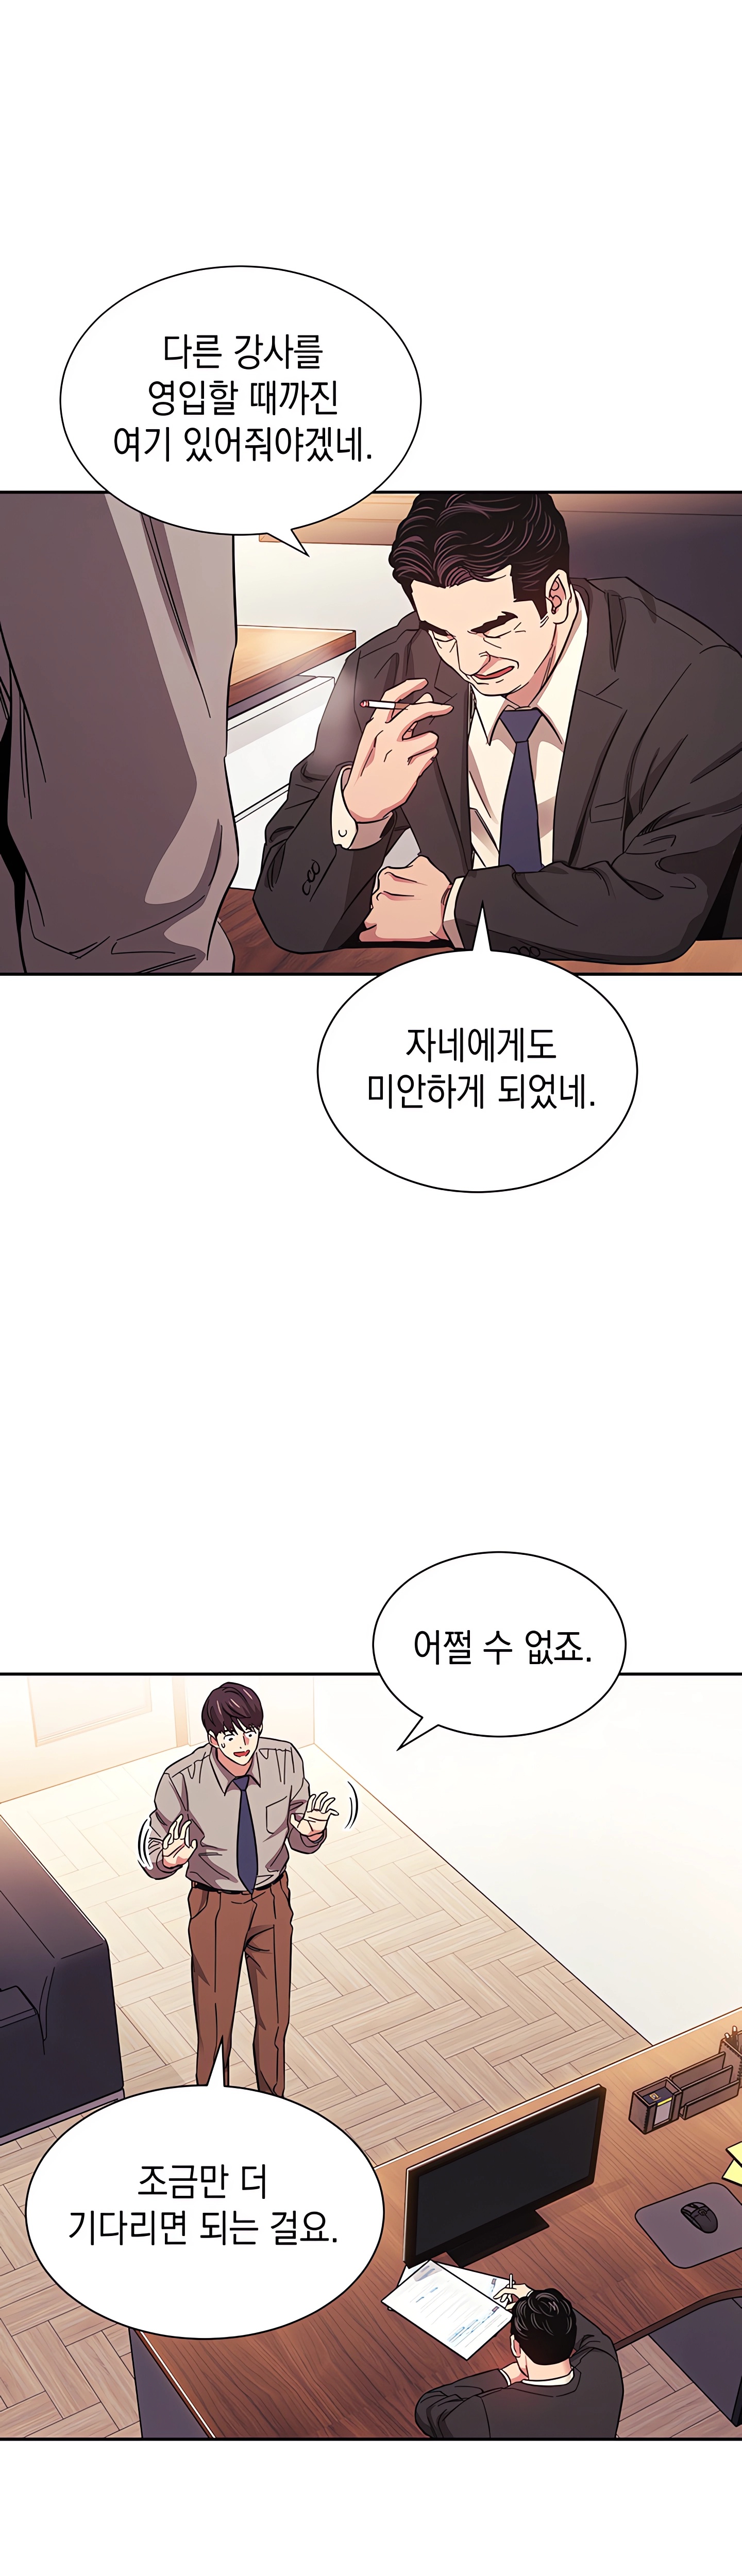 다른 강사를
영입할 때까진
여기 있어줘야겠네.
자네에게도
미안하게 되었네.
어쩔 수 없죠.
조금만 더
기다리면 되는 걸요.